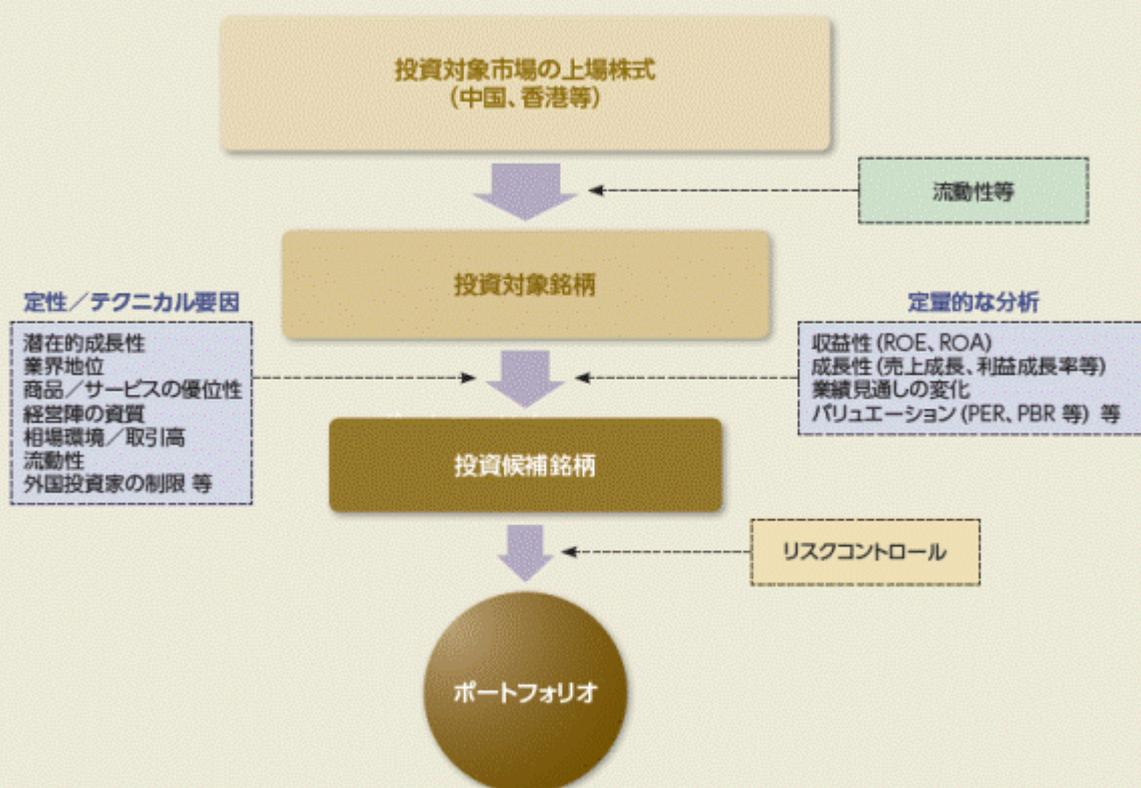 投資対象市場の上場株式
(中国、香港等)
流動性等
投資対象銘柄
定性／テクニカル要因
潜在的成長性
業界地位
商品／サービスの優位性
経営陣の資質
相場環境／取引高
流動性
外国投資家の制限 等
定量的な分析
収益性 (ROE、ROA)
成長性 (売上成長、利益成長率等)
業績見通しの変化
バリュエーション (PER、PBR 等) 等
投資候補銘柄
リスクコントロール
ポートフォリオ